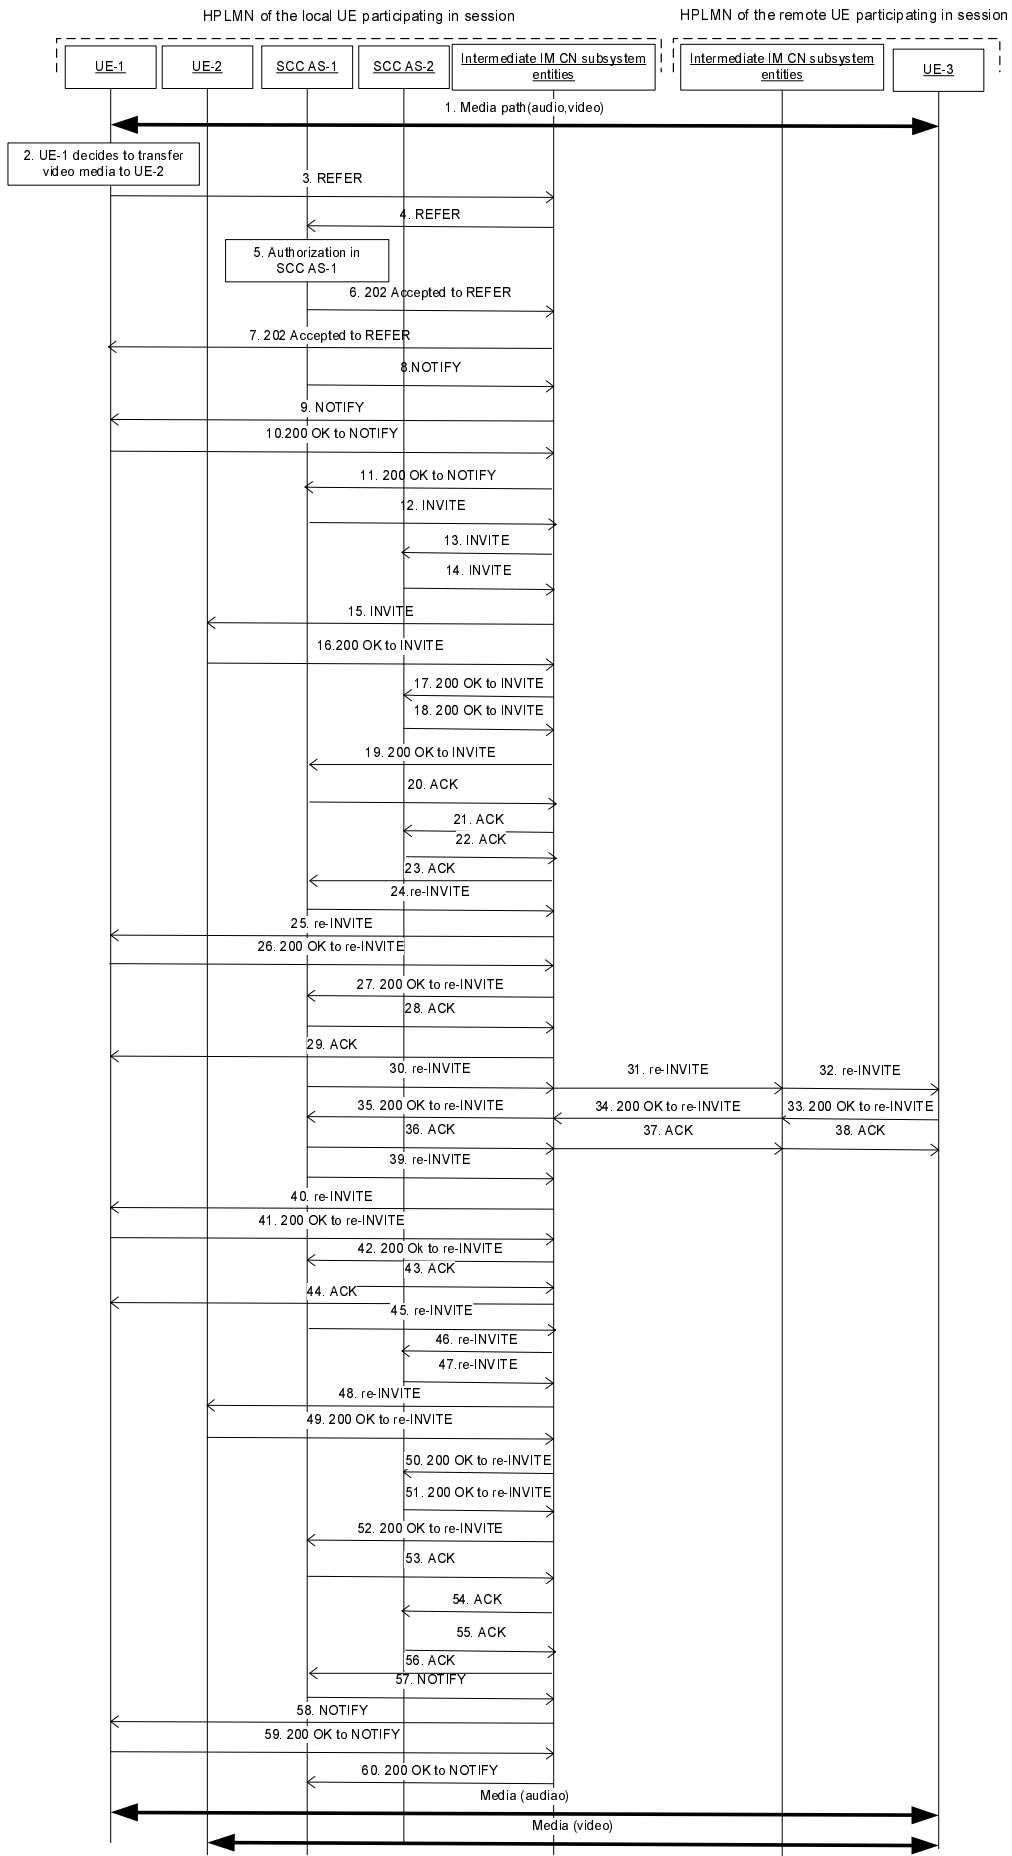 HPLMN of the local UE participating in session
HPLMN of the remote UE participating in session
UE-1
UE-2
SCC AS-1
SCC AS-2
Intermediate IM CN subsystem
entities
Intermediate IM CN subsystem
entities
UE-3
1. Media path(audio,video)
2. UE-1 decides to transfer
video media to UE-2
3. REFER
4. REFER
5. Authorization in
SCC AS-1
6. 202 Accepted to REFER
7. 202 Accepted to REFER
8.NOTIFY
9. NOTIFY
10.200 OK to NOTIFY
11. 200 OK to NOTIFY
12. INVITE
13. INVITE
14. INVITE
15. INVITE
16.200 OK to INVITE
17. 200 OK to INVITE
18. 200 OK to INVITE
19. 200 OK to INVITE
20. ACK
21. ACK
22. ACK
23. ACK
24.re-INVITE
25. re-INVITE
26. 200 OK to re-INVITE
27. 200 OK to re-INVITE
28. ACK
29. ACK
30. re-INVITE
31. re-INVITE
32. re-INVITE
35. 200 OK to re-INVITE
34. 200 OK to re-INVITE
33. 200 OK to re-INVITE
36. ACK
37. ACK
38. ACK
39. re-INVITE
40. re-INVITE
41. 200 OK to re-INVITE
42. 200 Ok to re-INVITE
43. ACK
44. ACK
45. re-INVITE
46. re-INVITE
47.re-INVITE
48. re-INVITE
49. 200 OK to re-INVITE
50. 200 OK to re-INVITE
51. 200 OK to re-INVITE
52. 200 OK to re-INVITE
53. ACK
54. ACK
55. ACK
56. ACK
57. NOTIFY
58. NOTIFY
59. 200 OK to NOTIFY
60. 200 OK to NOTIFY
Media (audiao)
Media (video)